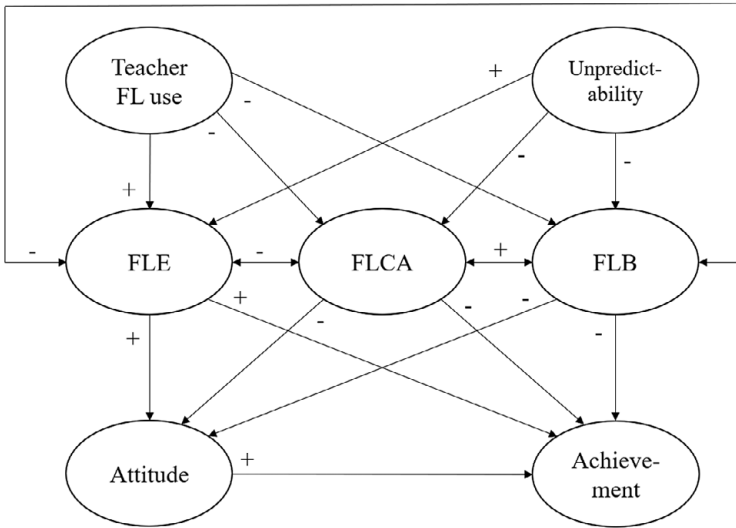 Teacher
FL use
Unpredict-
ability
+
-
-
-
-
+
-
-
FLE
-
FLCA
+
FLB
+
+
-
-
-
-
Attitude
+
Achieve-
ment